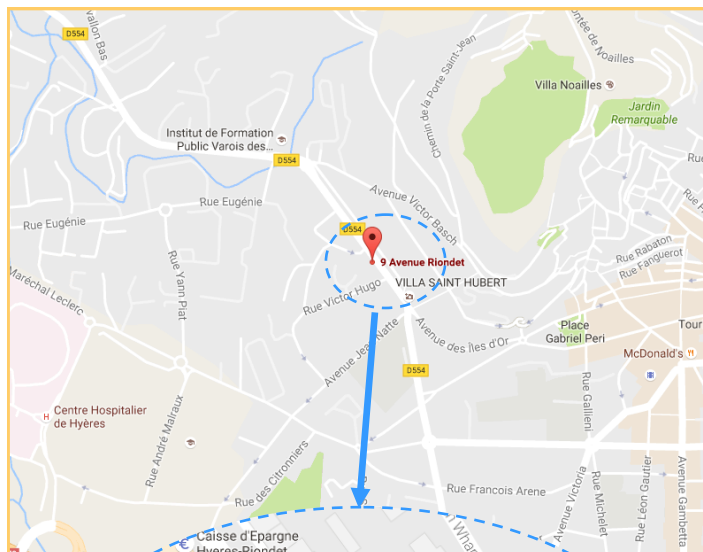 vallon Bas
D554
Montée de Noailles
Chemin de la Porte Saint-Jean
Villa Noailles
Jardin
Remarquable
Institut de Formation
Public Varois des...
D554
Avenue Victor Basch
Rue Eugénie
Rue Eugénie
D554
9 Avenue Riondet
Rue Rabaton
Rue Fanguerot
Rue Yann Piat
VILLA SAINT HUBERT
Maréchal Leclerc
Rue Victor Hugo
Avenue des Îles d'Or
Place
Gabriel Peri
Tour
Avenue Jean Natte
McDonald's
D554
Rue Gallieni
Centre Hospitalier
de Hyères
Rue André Malraux
Rue des Citronniers
Rue Francois Arene
Avenue Victoria
Rue Michelet
Rue Léon Gautier
Avenue Gambetta
Caisse d'Epargne
Hyeres-Riondet